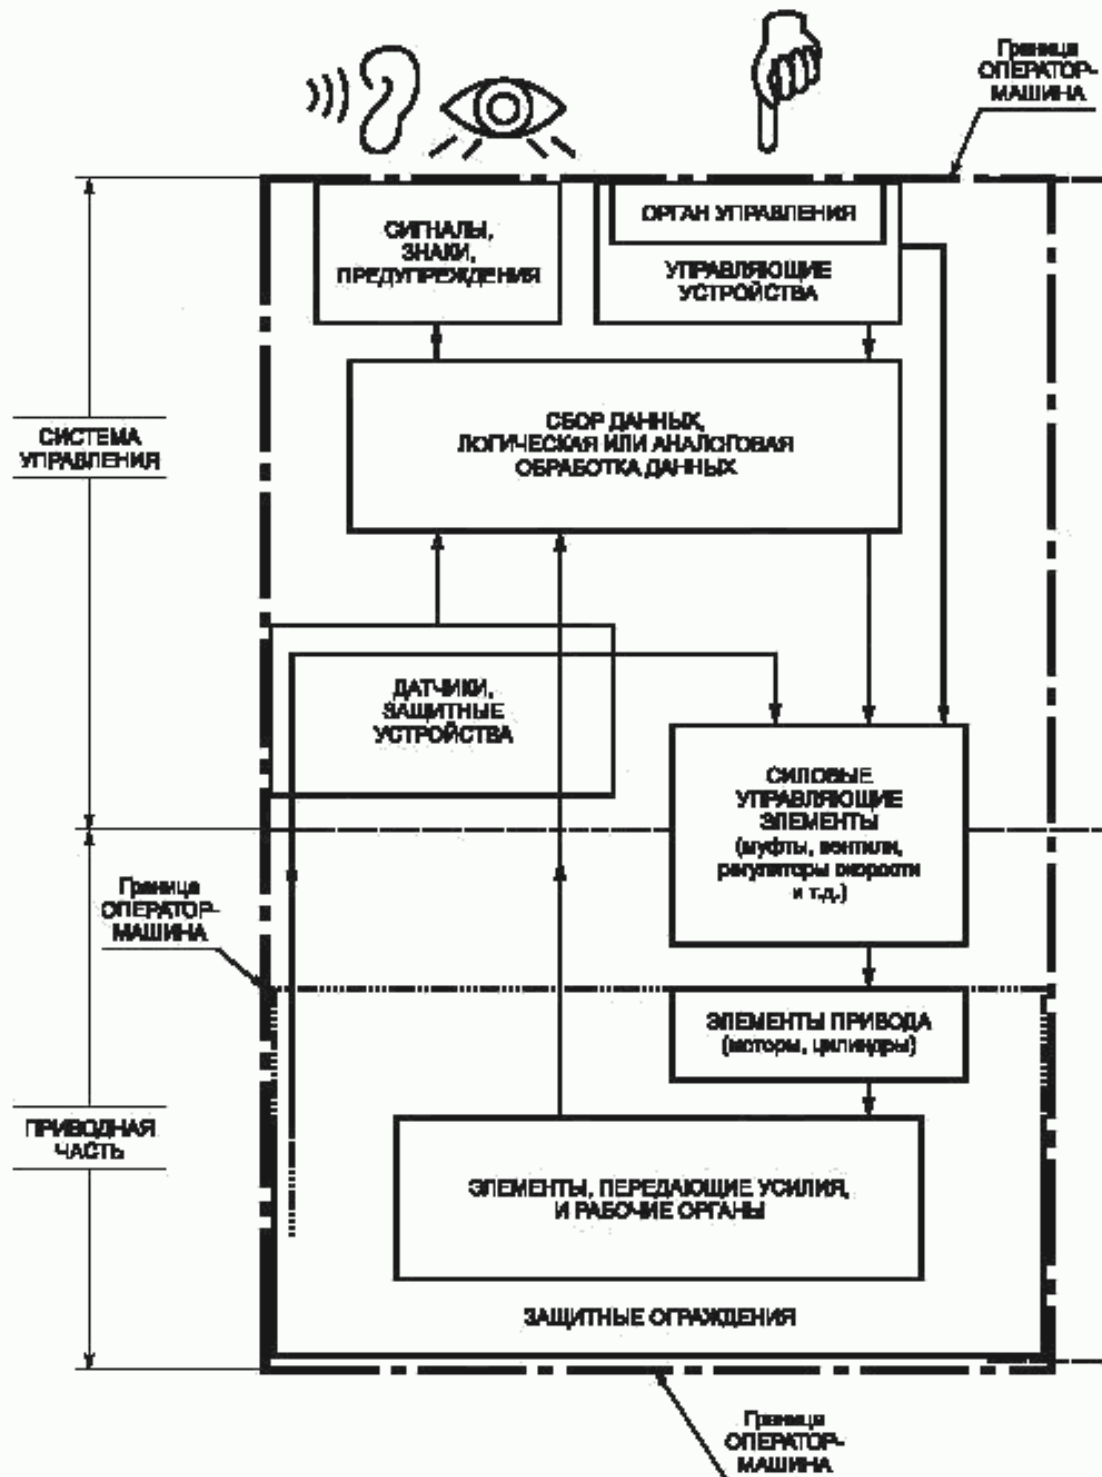 Граница
ОПЕРАТОР-
МАШИНА
СИГНАЛЫ,
ЗНАКИ,
ПРЕДУПРЕЖДЕНИЯ
ОРГАН УПРАВЛЕНИЯ
УПРАВЛЯЮЩИЕ
УСТРОЙСТВА
СБОР ДАННЫХ,
ЛОГИЧЕСКАЯ ИЛИ АНАЛОГОВАЯ
ОБРАБОТКА ДАННЫХ
СИСТЕМА
УПРАВЛЕНИЯ
ДАТЧИКИ,
ЗАЩИТНЫЕ
УСТРОЙСТВА
СИЛОВЫЕ
УПРАВЛЯЮЩИЕ
ЭЛЕМЕНТЫ
(муфты, вентили,
регуляторы скорости
и т.д.)
Граница
ОПЕРАТОР-
МАШИНА
ЭЛЕМЕНТЫ ПРИВОДА
(моторы, цилиндры)
ПРИВОДНАЯ
ЧАСТЬ
ЭЛЕМЕНТЫ, ПЕРЕДАЮЩИЕ УСИЛИЯ,
И РАБОЧИЕ ОРГАНЫ
ЗАЩИТНЫЕ ОГРАЖДЕНИЯ
Граница
ОПЕРАТОР-
МАШИНА